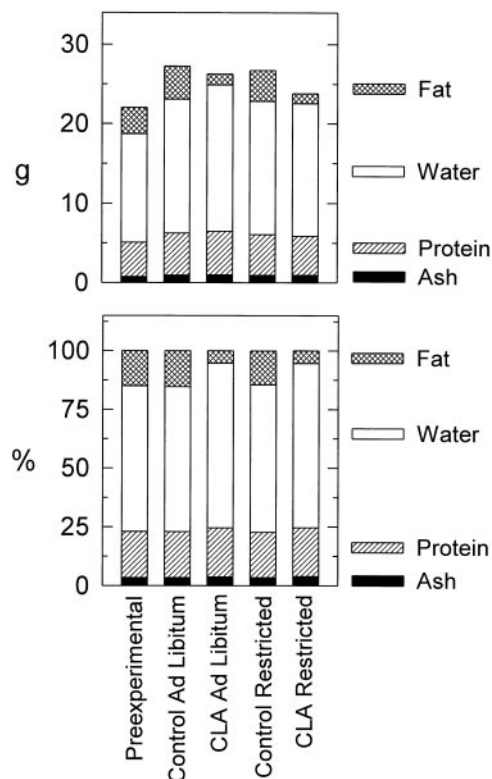 30
20
10
0
g
Fat
Water
Protein
Ash
100
75
50
25
0
%
Fat
Water
Protein
Ash
Preexperimental
Control Ad Libitum
CLA Ad Libitum
Control Restricted
CLA Restricted